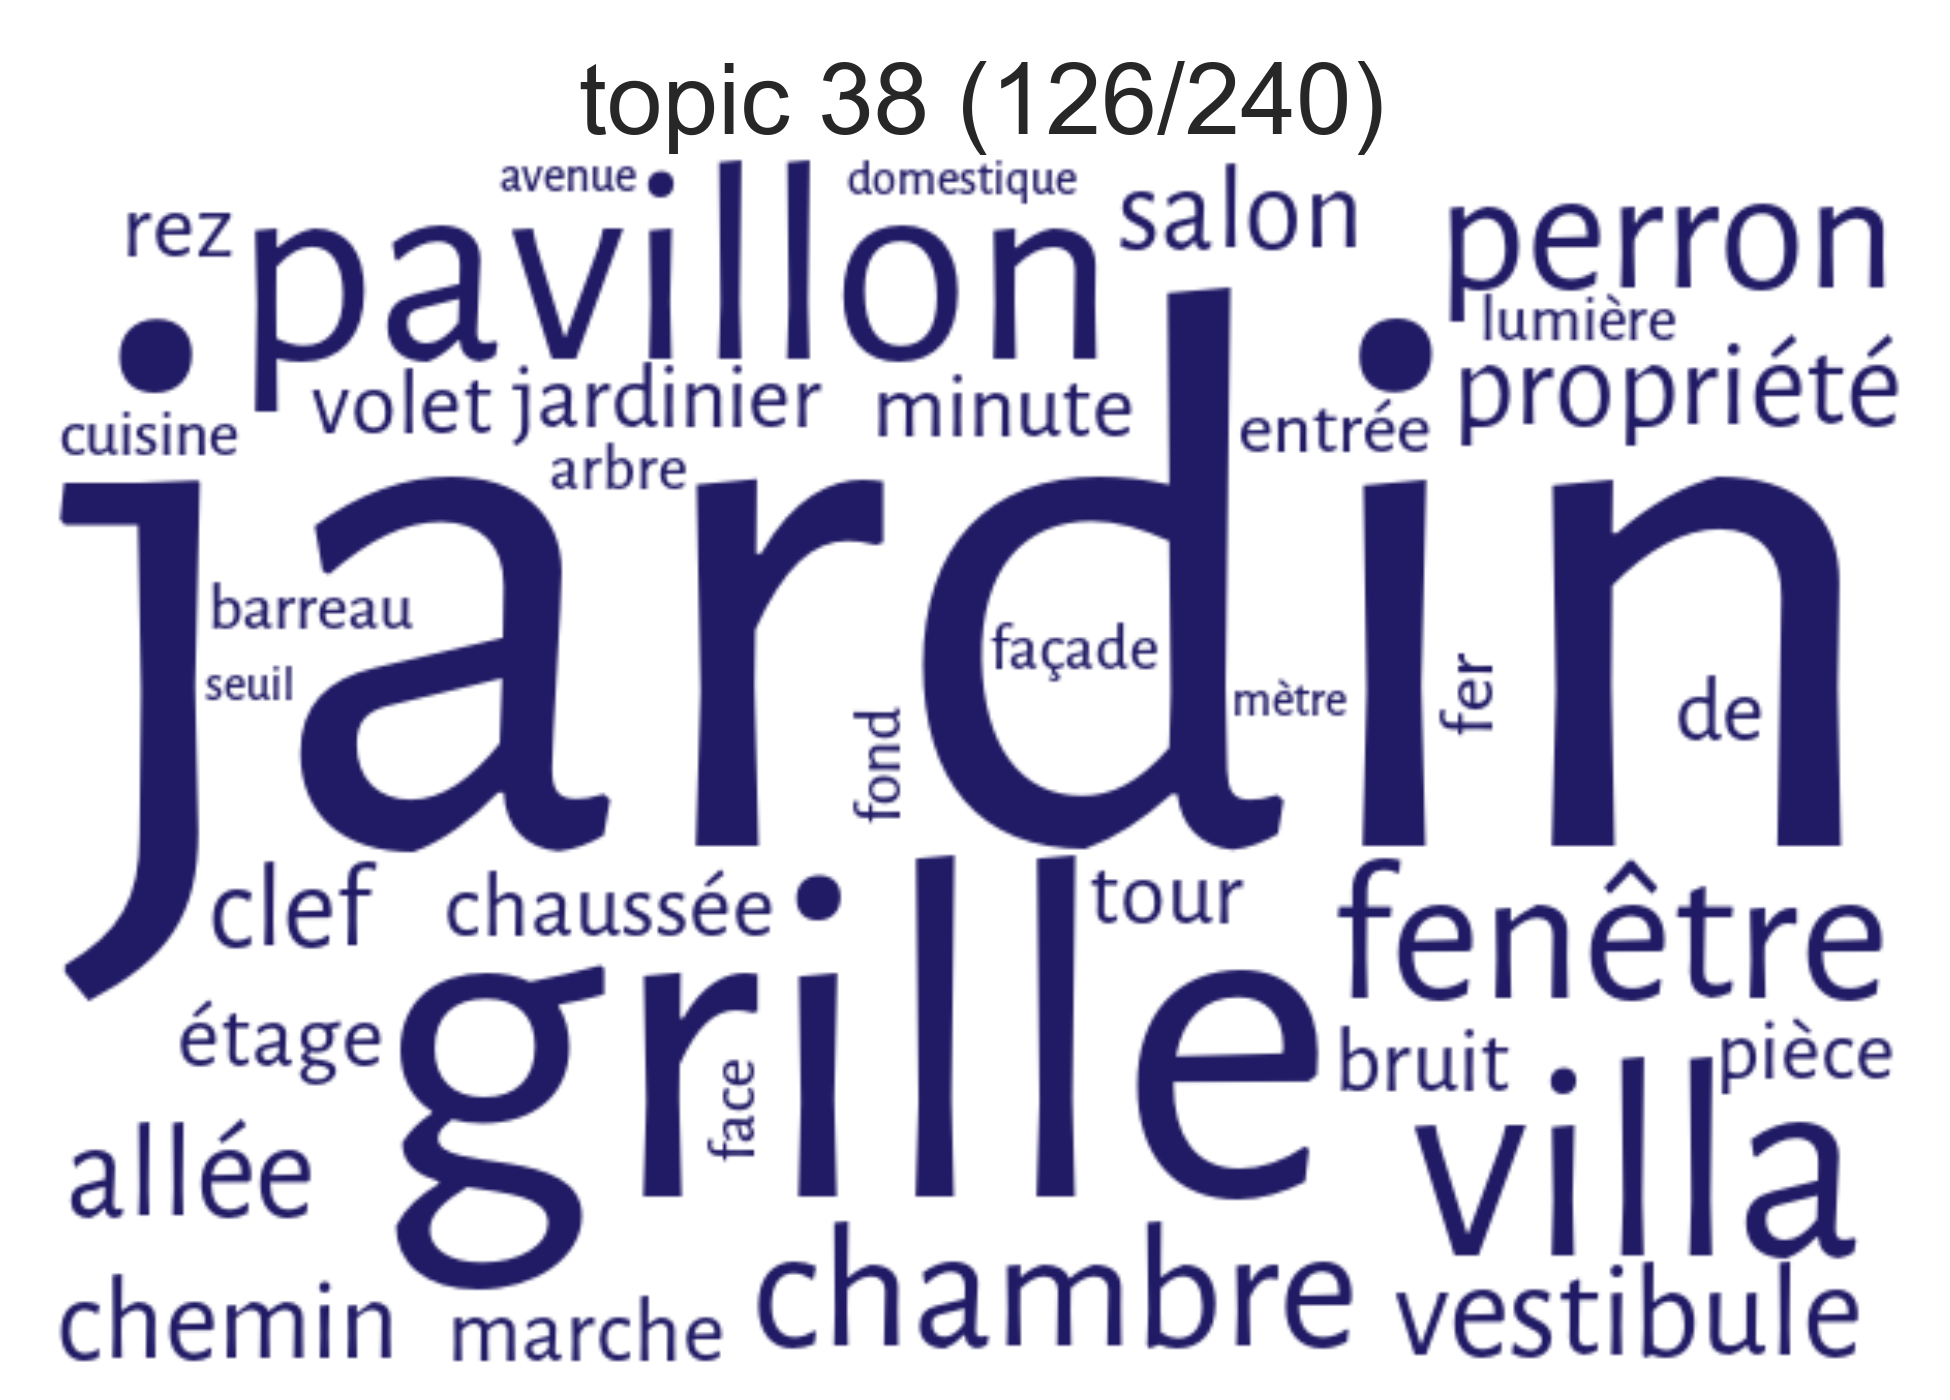 topic 38 (126/240)
avenue domestique
rez pavillon salon perron
lumière
volet jardinier minute entrée propriété
cuisine
arbre
jardin
barreau
façade
seuil mètre fer de
fond
clef chaussée tour fenêtre
étage grille bruit pièce
face
allée villa
chemin marche chambre vestibule